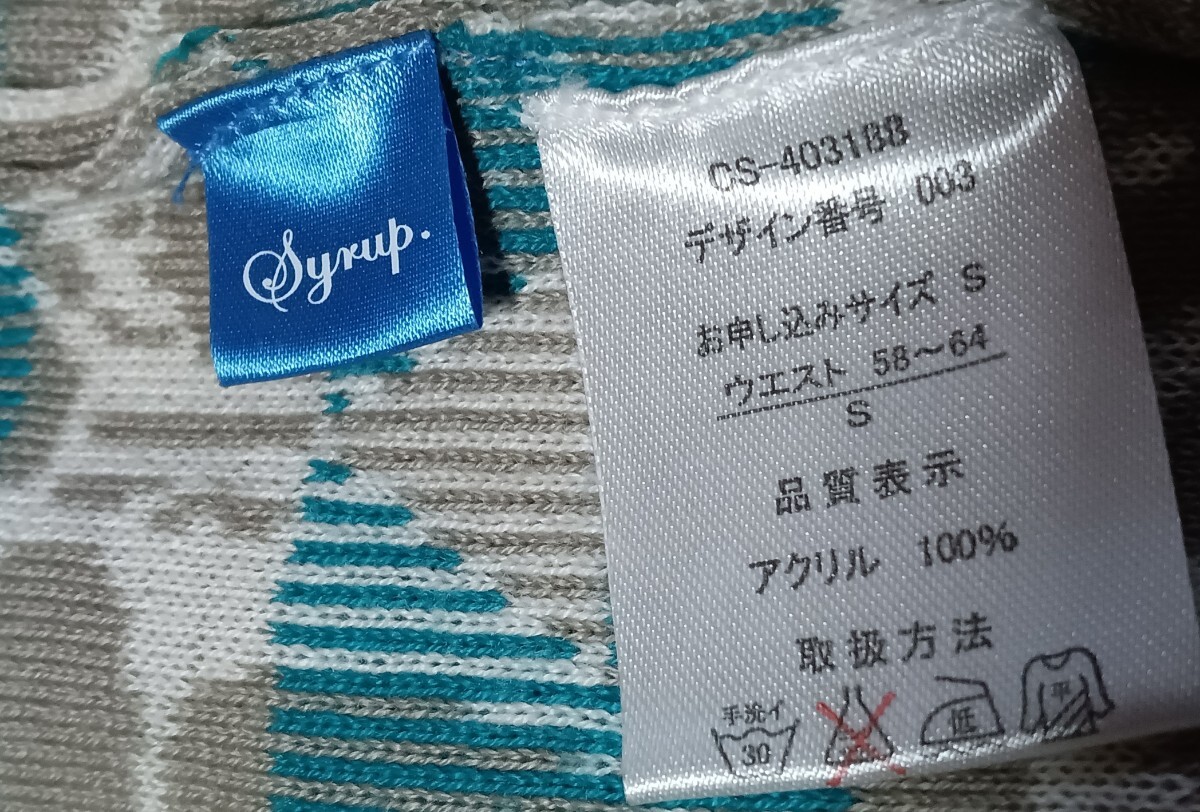 Syrup.
CS-403188
デザイン番号 003
お申し込みサイズ S
ウエスト 58～64
S
品質表示
アクリル 100%
取扱方法
手洗イ
30
低
平